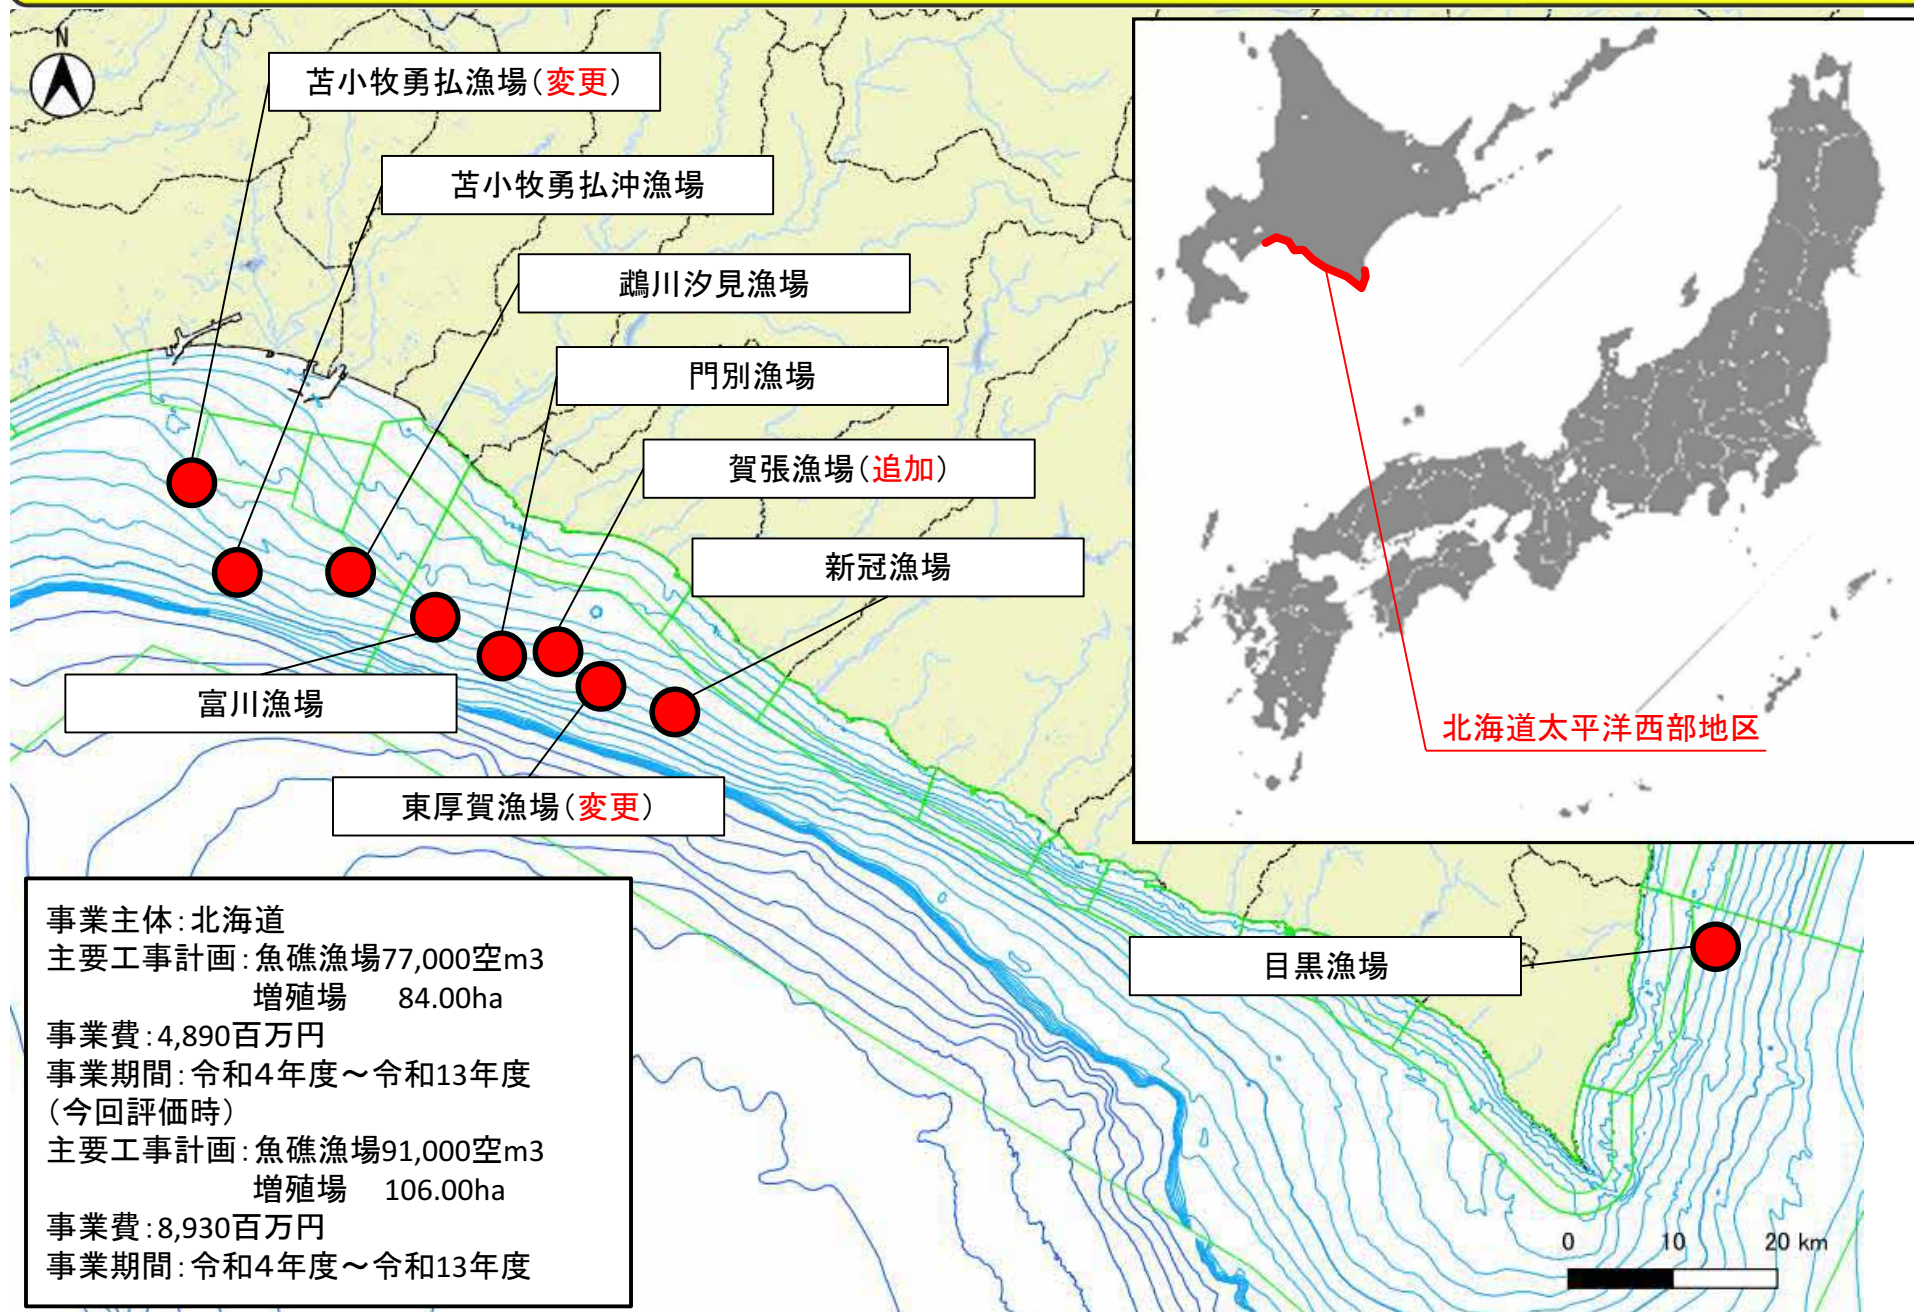 N
苫小牧勇払漁場（変更）
苫小牧勇払沖漁場
鵡川汐見漁場
門別漁場
賀張漁場（追加）
新冠漁場
富川漁場
東厚賀漁場（変更）
目黒漁場
北海道太平洋西部地区
事業主体：北海道
主要工事計画：魚礁漁場77,000空m3
増殖場 84.00ha
事業費：4,890百万円
事業期間：令和４年度～令和13年度
（今回評価時）
主要工事計画：魚礁漁場91,000空m3
増殖場 106.00ha
事業費：8,930百万円
事業期間：令和４年度～令和13年度
0 10 20 km